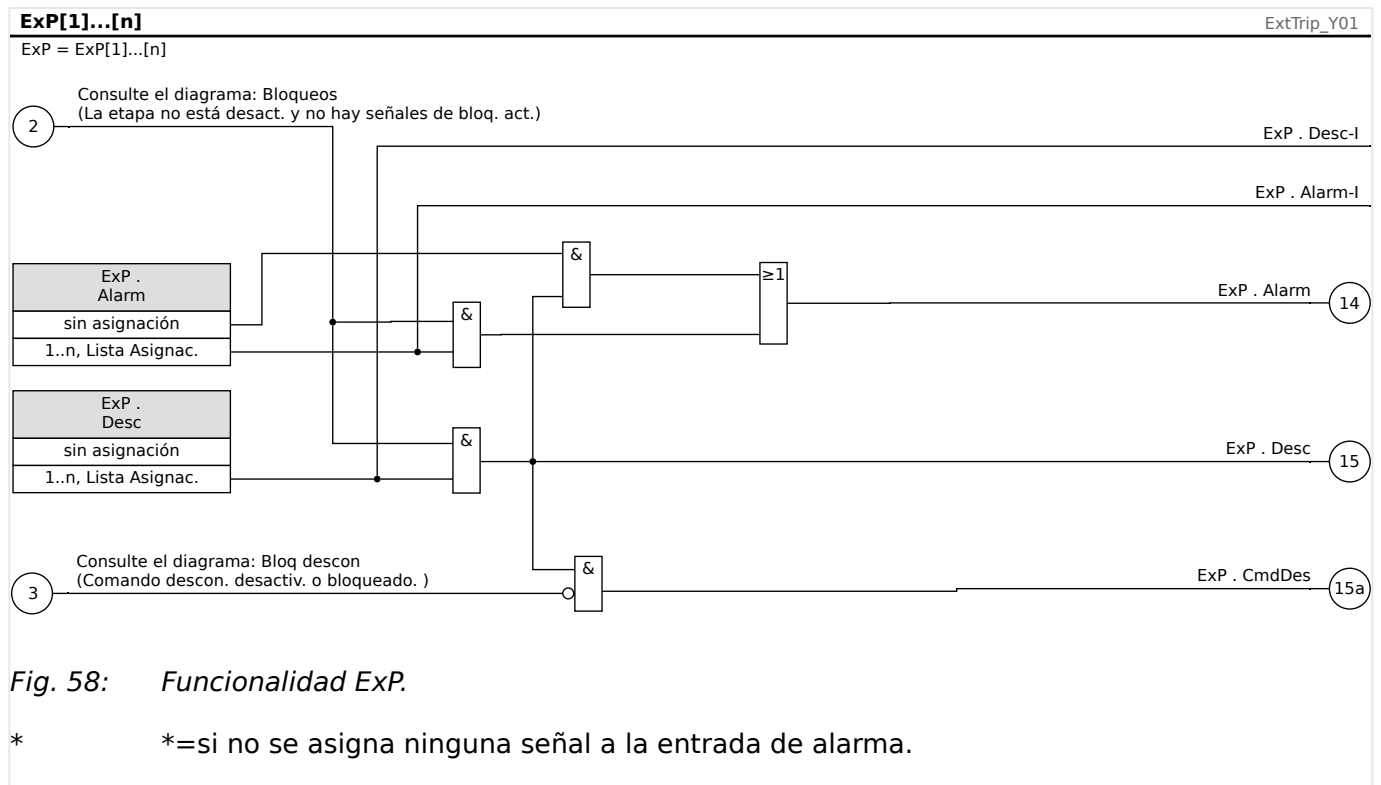 ExP[1]...[n]
ExtTrip_Y01
ExP = ExP[1]...[n]
Consulte el diagrama: Bloqueos
(La etapa no está desact. y no hay señales de bloq. act.)
2
ExP . Desc-I
ExP . Alarm-I
&
ExP .
Alarm
≥1
ExP . Alarm
14
sin asignación
&
1..n, Lista Asignac.
ExP .
Desc
&
sin asignación
ExP . Desc
15
1..n, Lista Asignac.
Consulte el diagrama: Bloq descon
(Comando descon. desactiv. o bloqueado. )
3
&
ExP . CmdDes
15a
Fig. 58: Funcionalidad ExP.
* *=si no se asigna ninguna señal a la entrada de alarma.